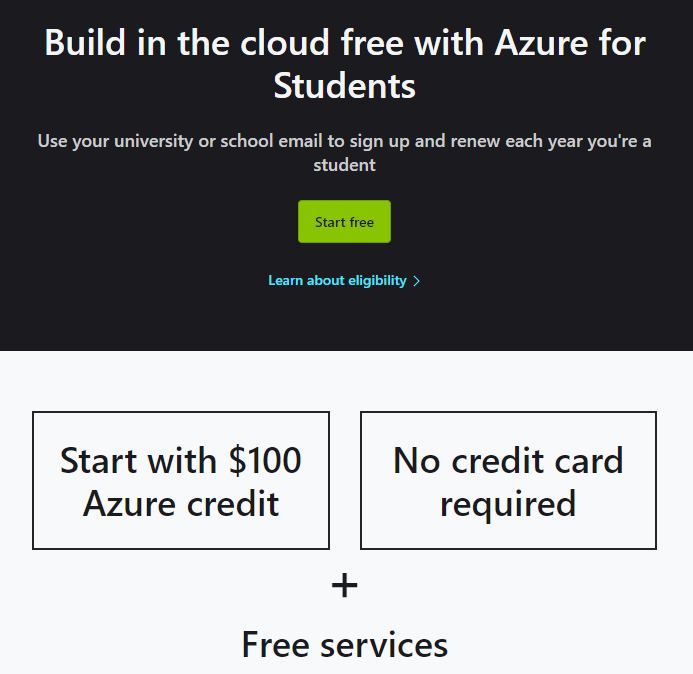 Build in the cloud free with Azure for
Students
Use your university or school email to sign up and renew each year you're a
student
Start free
Learn about eligibility
Start with $100
Azure credit
No credit card
required
+
Free services